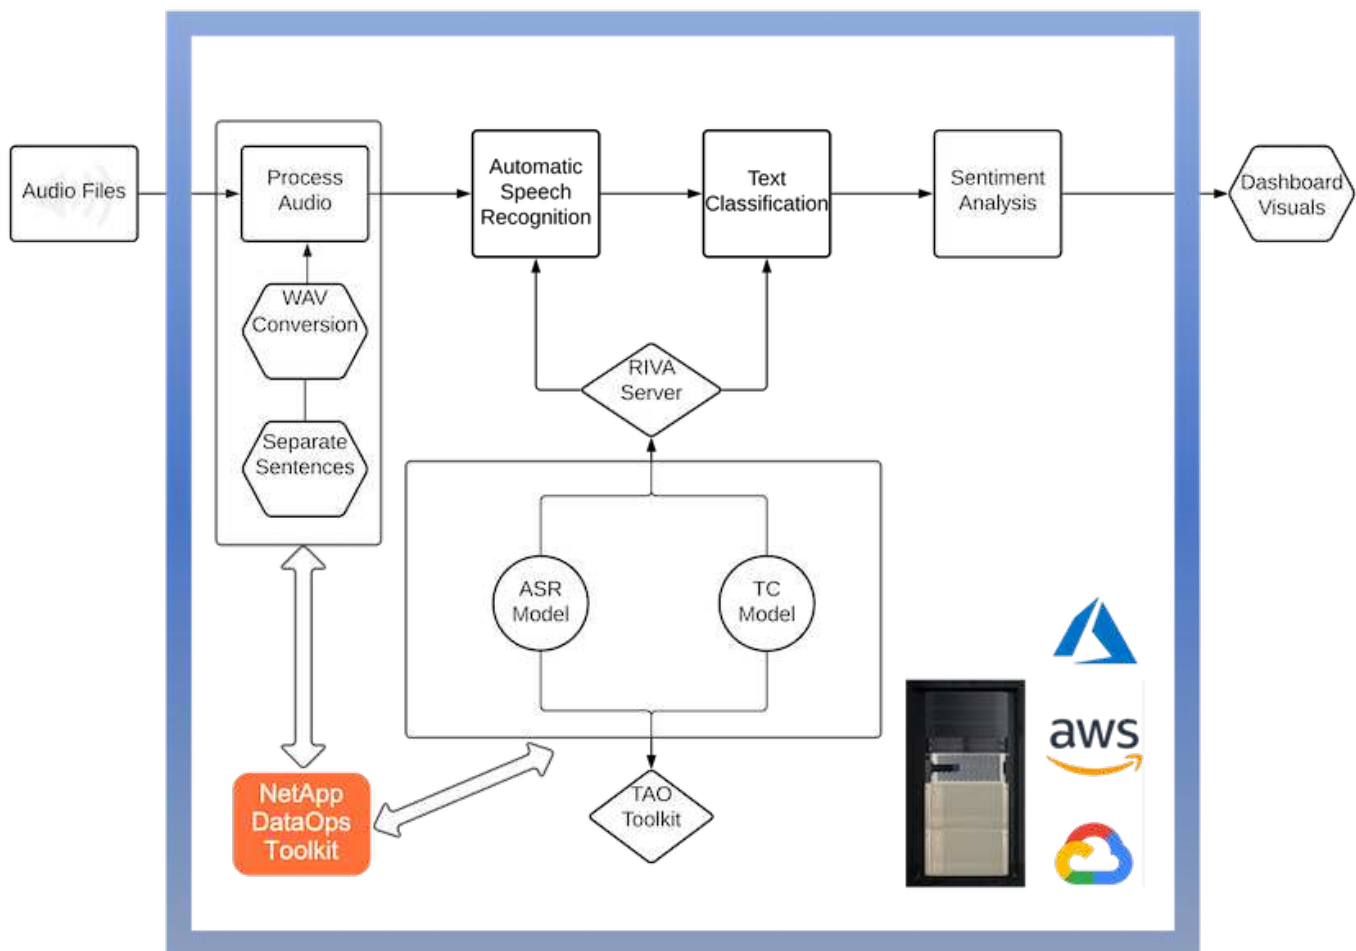 Audio Files
Process
Audio
Automatic
Speech
Recognition
Text
Classification
Sentiment
Analysis
Dashboard
Visuals
WAV
Conversion
RIVA
Server
Separate
Sentences
ASR
Model
TC
Model
aws
NetApp
DataOps
Toolkit
TAO
Toolkit